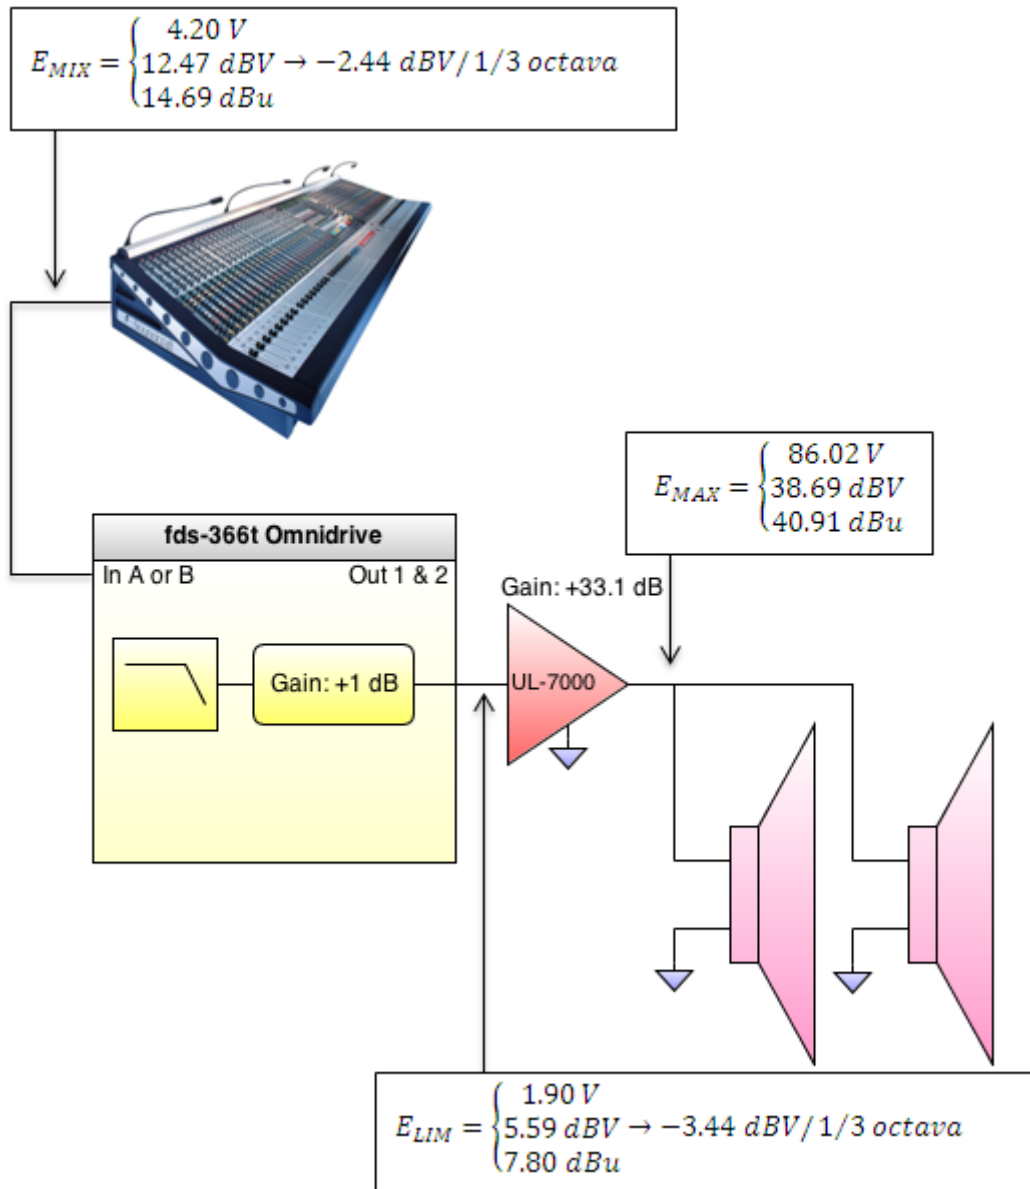 4.20 V
E_MIX = { 12.47 dBV → −2.44 dBV/ 1/3 octava
14.69 dBu
86.02 V
E_MAX = { 38.69 dBV
40.91 dBu
fds-366t Omnidrive
In A or B Out 1 & 2
Gain: +33.1 dB
Gain: +1 dB
UL-7000
1.90 V
E_LIM = { 5.59 dBV → −3.44 dBV/ 1/3 octava
7.80 dBu